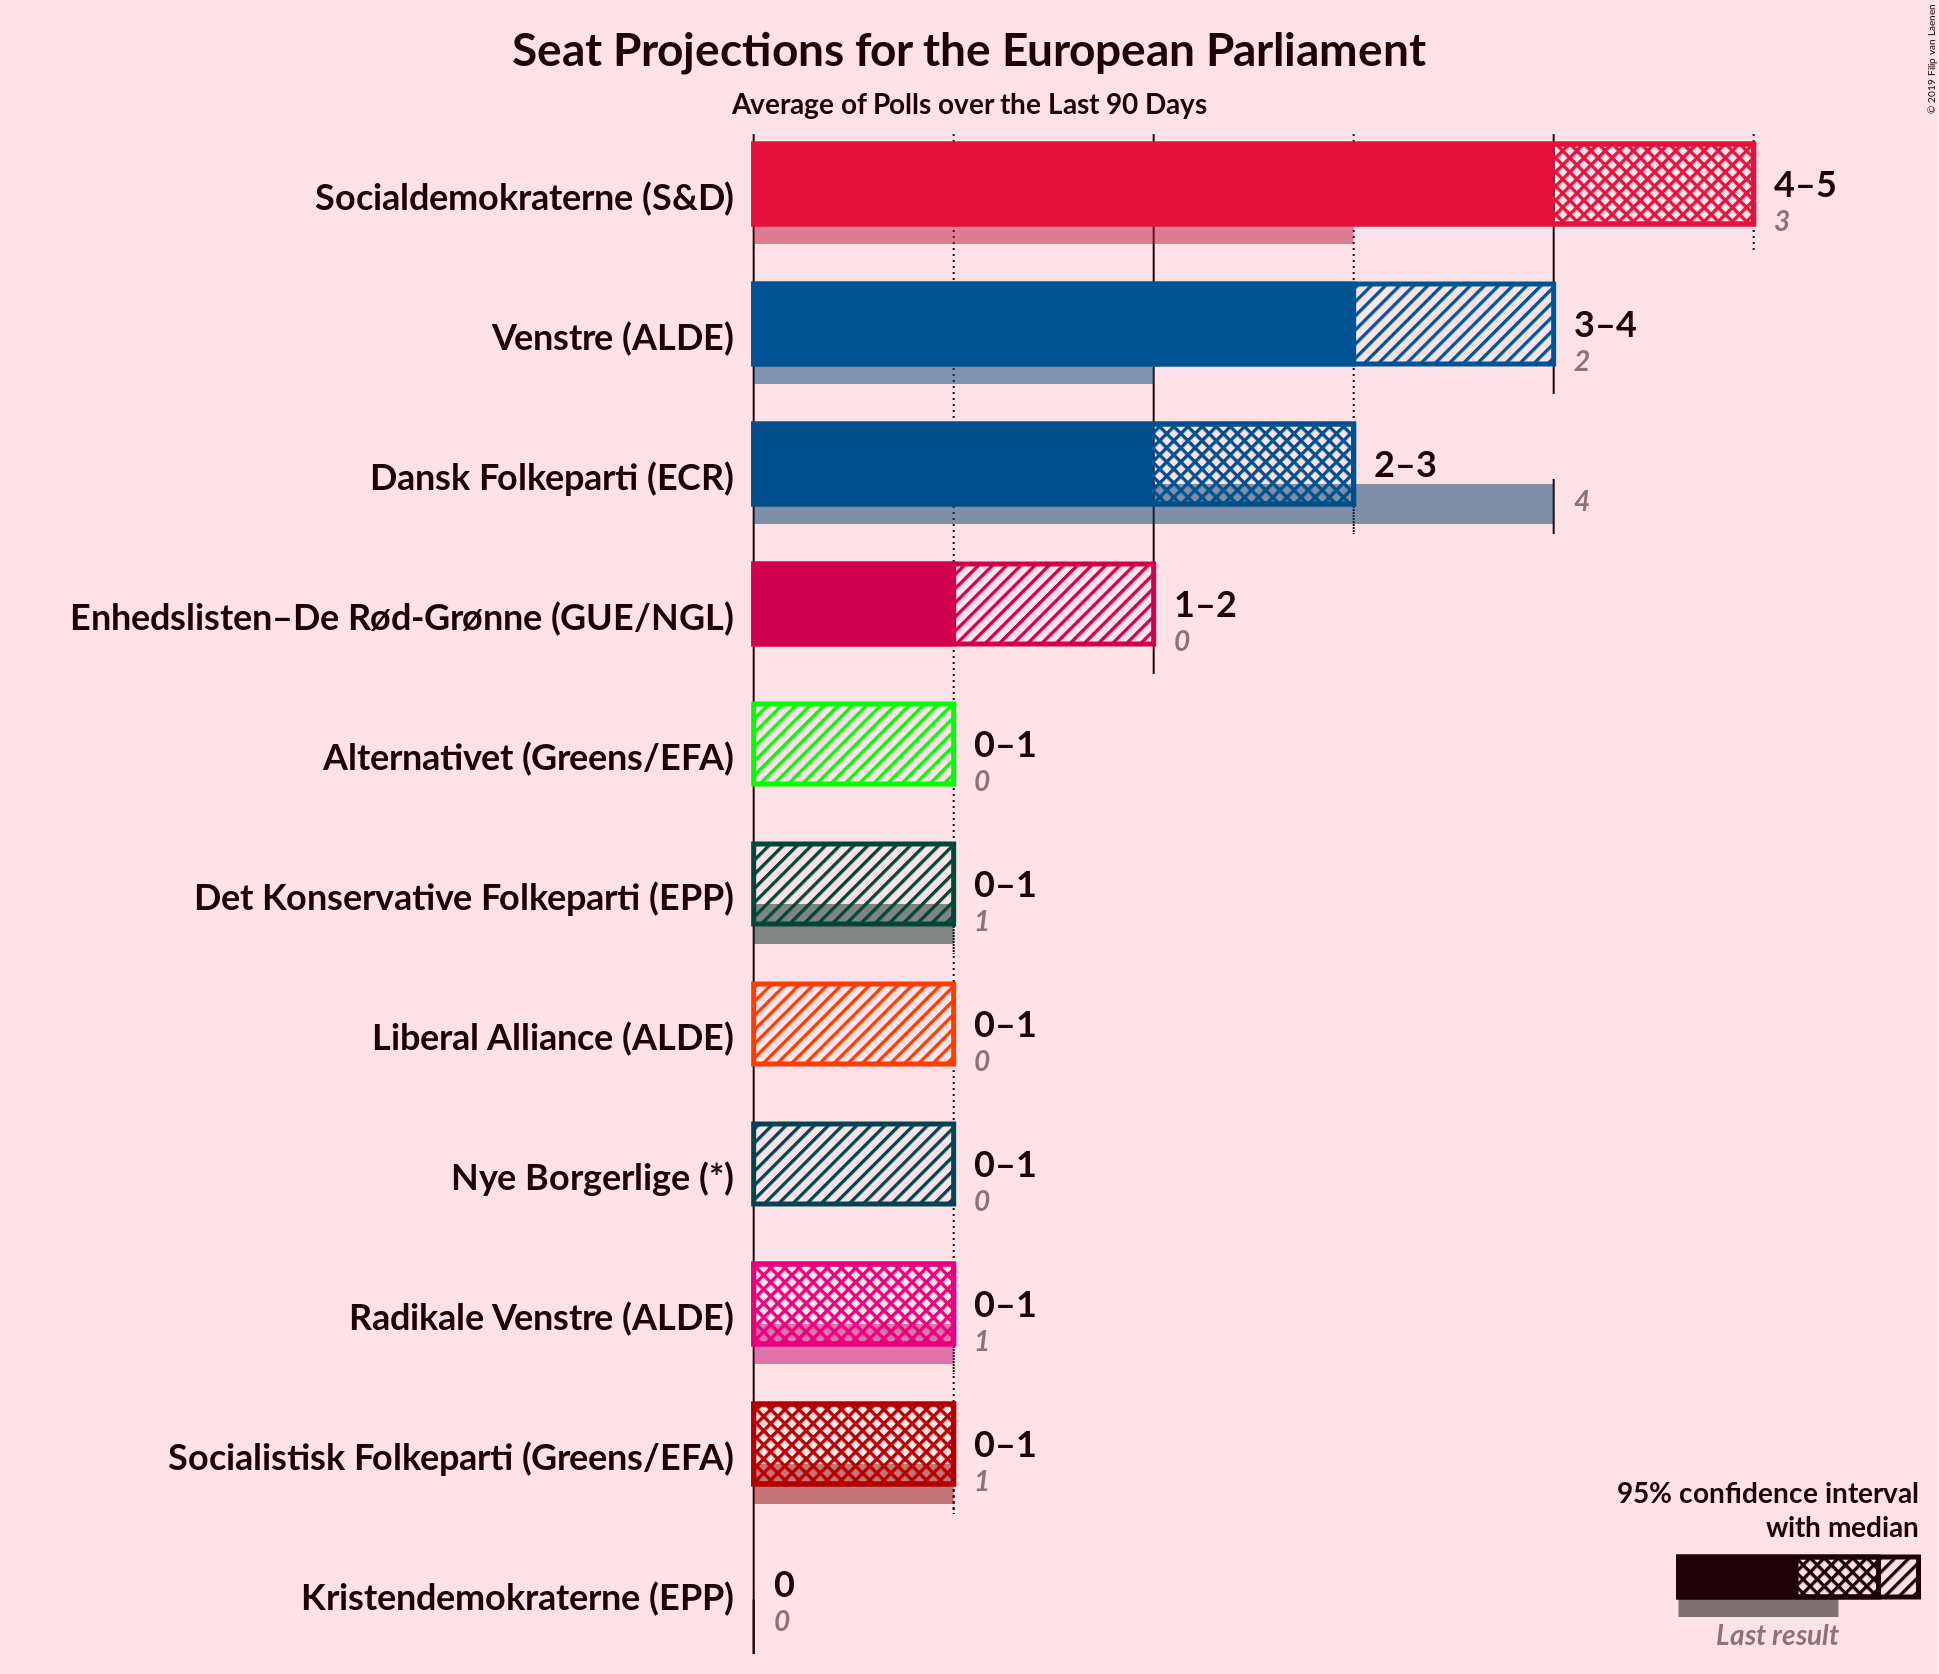 Seat Projections for the European Parliament
Average of Polls over the Last 90 Days
© 2019 Filip van Laenen
Socialdemokraterne (S&D)
4–5
3
Venstre (ALDE)
3–4
2
Dansk Folkeparti (ECR)
2–3
4
Enhedslisten–De Rød-Grønne (GUE/NGL)
1–2
0
Alternativet (Greens/EFA)
0–1
0
Det Konservative Folkeparti (EPP)
0–1
1
Liberal Alliance (ALDE)
0–1
0
Nye Borgerlige (*)
0–1
0
Radikale Venstre (ALDE)
0–1
1
Socialistisk Folkeparti (Greens/EFA)
0–1
1
Kristendemokraterne (EPP)
0
0
95% confidence interval
with median
Last result